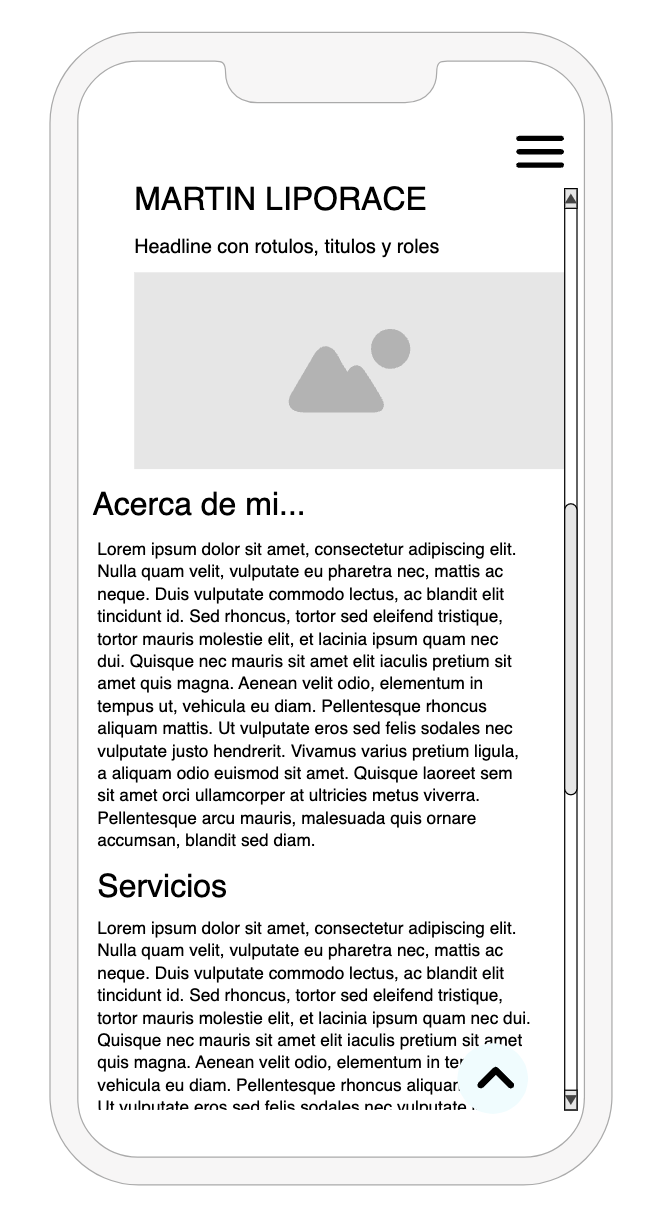 MARTIN LIPORACE
Headline con rotulos, titulos y roles
Acerca de mi...
Lorem ipsum dolor sit amet, consectetur adipiscing elit.
Nulla quam velit, vulputate eu pharetra nec, mattis ac
neque. Duis vulputate commodo lectus, ac blandit elit
tincidunt id. Sed rhoncus, tortor sed eleifend tristique,
tortor mauris molestie elit, et lacinia ipsum quam nec
dui. Quisque nec mauris sit amet elit iaculis pretium sit
amet quis magna. Aenean velit odio, elementum in
tempus ut, vehicula eu diam. Pellentesque rhoncus
aliquam mattis. Ut vulputate eros sed felis sodales nec
vulputate justo hendrerit. Vivamus varius pretium ligula,
a aliquam odio euismod sit amet. Quisque laoreet sem
sit amet orci ullamcorper at ultricies metus viverra.
Pellentesque arcu mauris, malesuada quis ornare
accumsan, blandit sed diam.
Servicios
Lorem ipsum dolor sit amet, consectetur adipiscing elit.
Nulla quam velit, vulputate eu pharetra nec, mattis ac
neque. Duis vulputate commodo lectus, ac blandit elit
tincidunt id. Sed rhoncus, tortor sed eleifend tristique,
tortor mauris molestie elit, et lacinia ipsum quam nec dui.
Quisque nec mauris sit amet elit iaculis pretium sit amet
quis magna. Aenean velit odio, elementum in
vehicula eu diam. Pellentesque rhoncus
Ut vulputate eros sed felis sodales nec vulputate